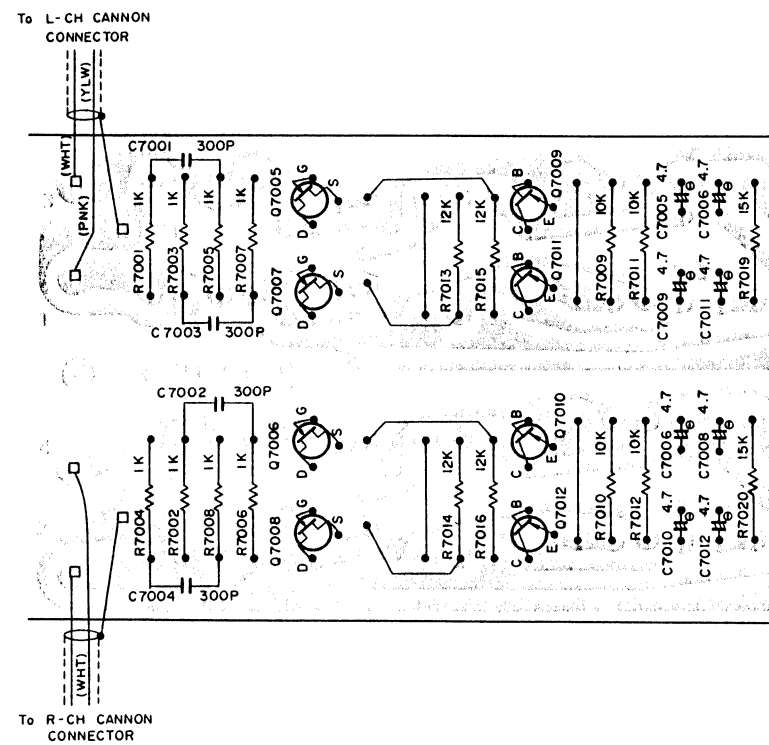 To L-CH CANNON
CONNECTOR
(YLW)
(WHT)
(PNK)
C7001 300P
1K
1K
1K
1K
R7001
R7003
R7005
R7007
C7003 300P
Q7005
G
S
D
Q7007
G
S
D
12K
12K
R7013
R7015
B
Q7009
E
C
Q7011
B
E
C
10K
10K
R7009
R7011
4.7
C7005
4.7
C7006
15K
4.7
C7009
4.7
C7011
R7019
C7002 300P
1K
1K
1K
1K
R7004
R7002
R7008
R7006
C7004 300P
Q7006
G
S
D
Q7008
G
S
D
12K
12K
R7014
R7016
B
Q7010
E
C
B
Q7012
E
C
10K
10K
R7010
R7012
4.7
C7006
4.7
C7008
15K
4.7
C7010
4.7
C7012
R7020
(WHT)
To R-CH CANNON
CONNECTOR